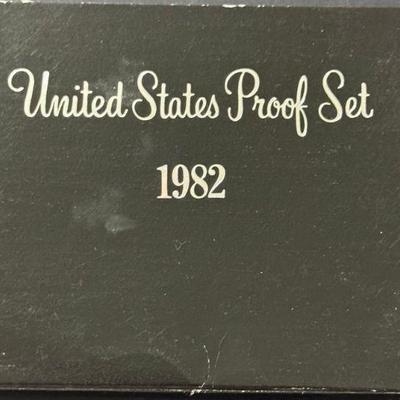 United States Proof Set
1982